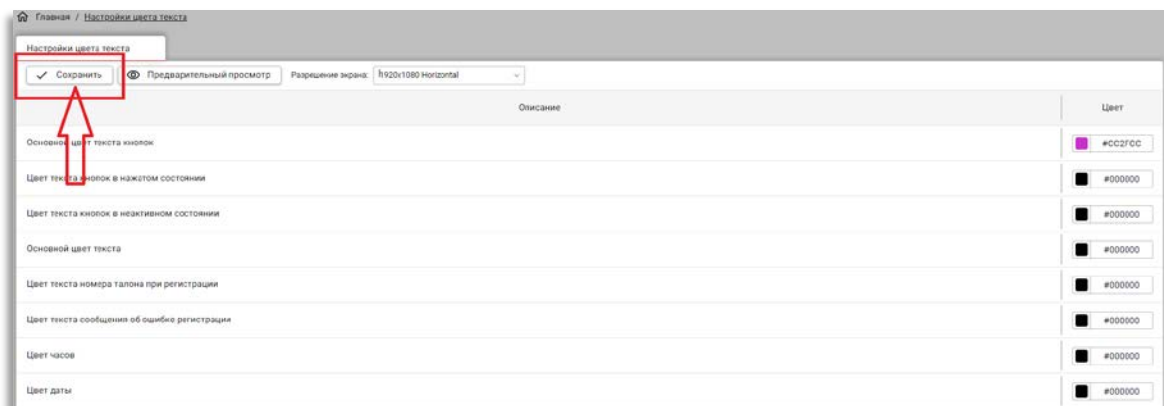 Главная / Настройки цвета текста
Настройки цвета текста
Сохранить Предварительный просмотр Разрешение экрана: 1920x1080 Horizontal
Описание Цвет
Основной цвет текста кнопок #CC2FCC
Цвет текста кнопок в нажатом состоянии #000000
Цвет текста кнопок в неактивном состоянии #000000
Основной цвет текста #000000
Цвет текста номера талона при регистрации #000000
Цвет текста сообщения об ошибке регистрации #000000
Цвет часов #000000
Цвет даты #000000